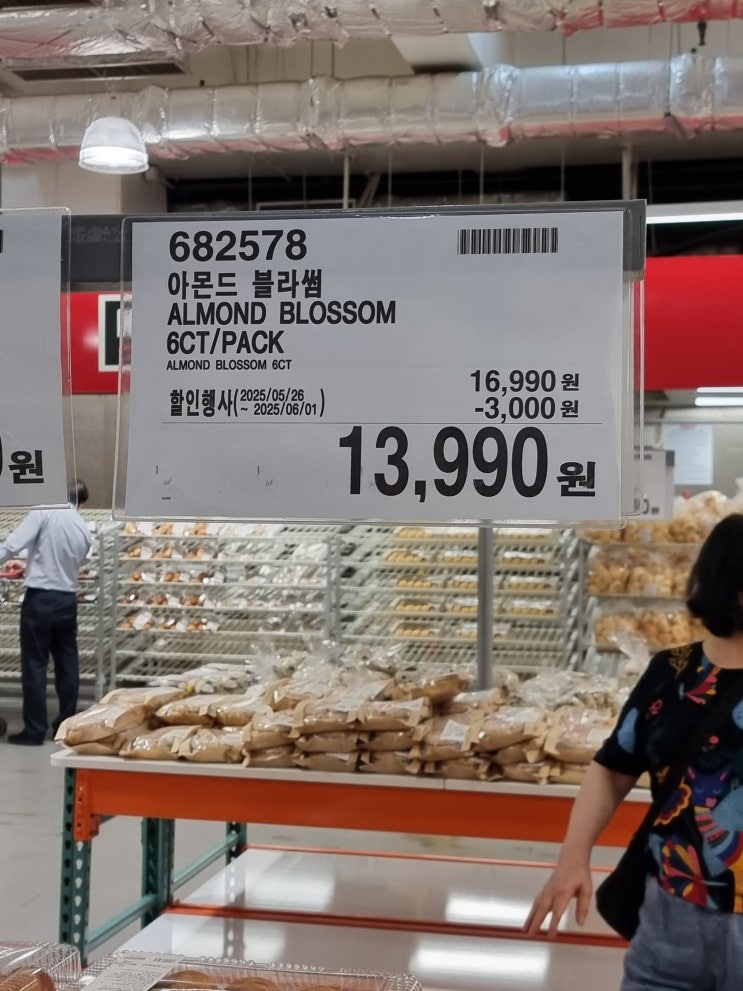 682578
아몬드 블라썸
ALMOND BLOSSOM
6CT/PACK
ALMOND BLOSSOM 6CT
16,990 원
할인행사( 2025/05/26 ~ 2025/06/01 )
-3,000 원
13,990 원
원